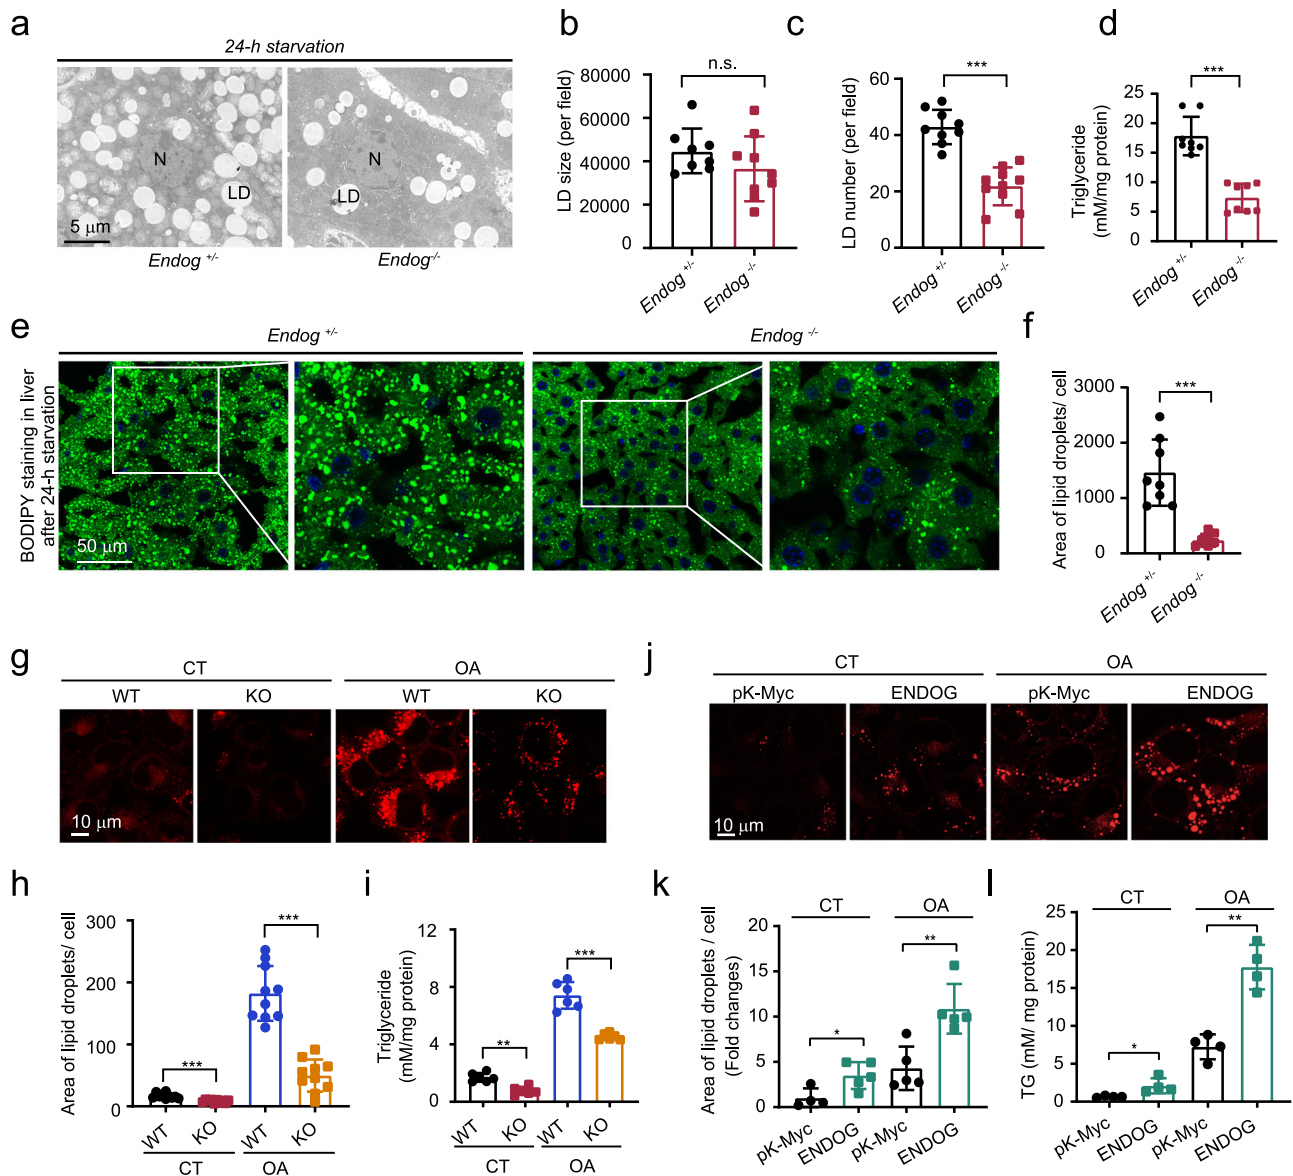 a
24-h starvation
N
LD
5 μm
N
LD
Endog +/-
Endog-/-
b
LD size (per field)
80000
60000
40000
20000
0
n.s.
Endog +/-
Endog -/-
c
LD number (per field)
60
40
20
0
***
Endog +/-
Endog -/-
d
Triglyceride
(mM/mg protein)
25
20
15
10
5
0
***
Endog +/-
Endog -/-
e
Endog +/-
Endog -/-
BODIPY staining in liver
after 24-h starvation
50 μm
f
Area of lipid droplets/ cell
3000
2000
1000
0
***
Endog +/-
Endog -/-
g
CT
OA
WT
KO
WT
KO
10 μm
j
CT
OA
pK-Myc
ENDOG
pK-Myc
ENDOG
10 μm
h
Area of lipid droplets/ cell
300
200
100
0
***
***
WT
KO
WT
KO
CT
OA
i
Triglyceride
(mM/mg protein)
12
8
4
0
**
***
WT
KO
WT
KO
CT
OA
k
Area of lipid droplets / cell
(Fold changes)
20
15
10
5
0
CT
OA
*
**
pK-Myc
ENDOG
pK-Myc
ENDOG
l
TG (mM/ mg protein)
25
20
15
10
5
0
CT
OA
*
**
pK-Myc
ENDOG
pK-Myc
ENDOG